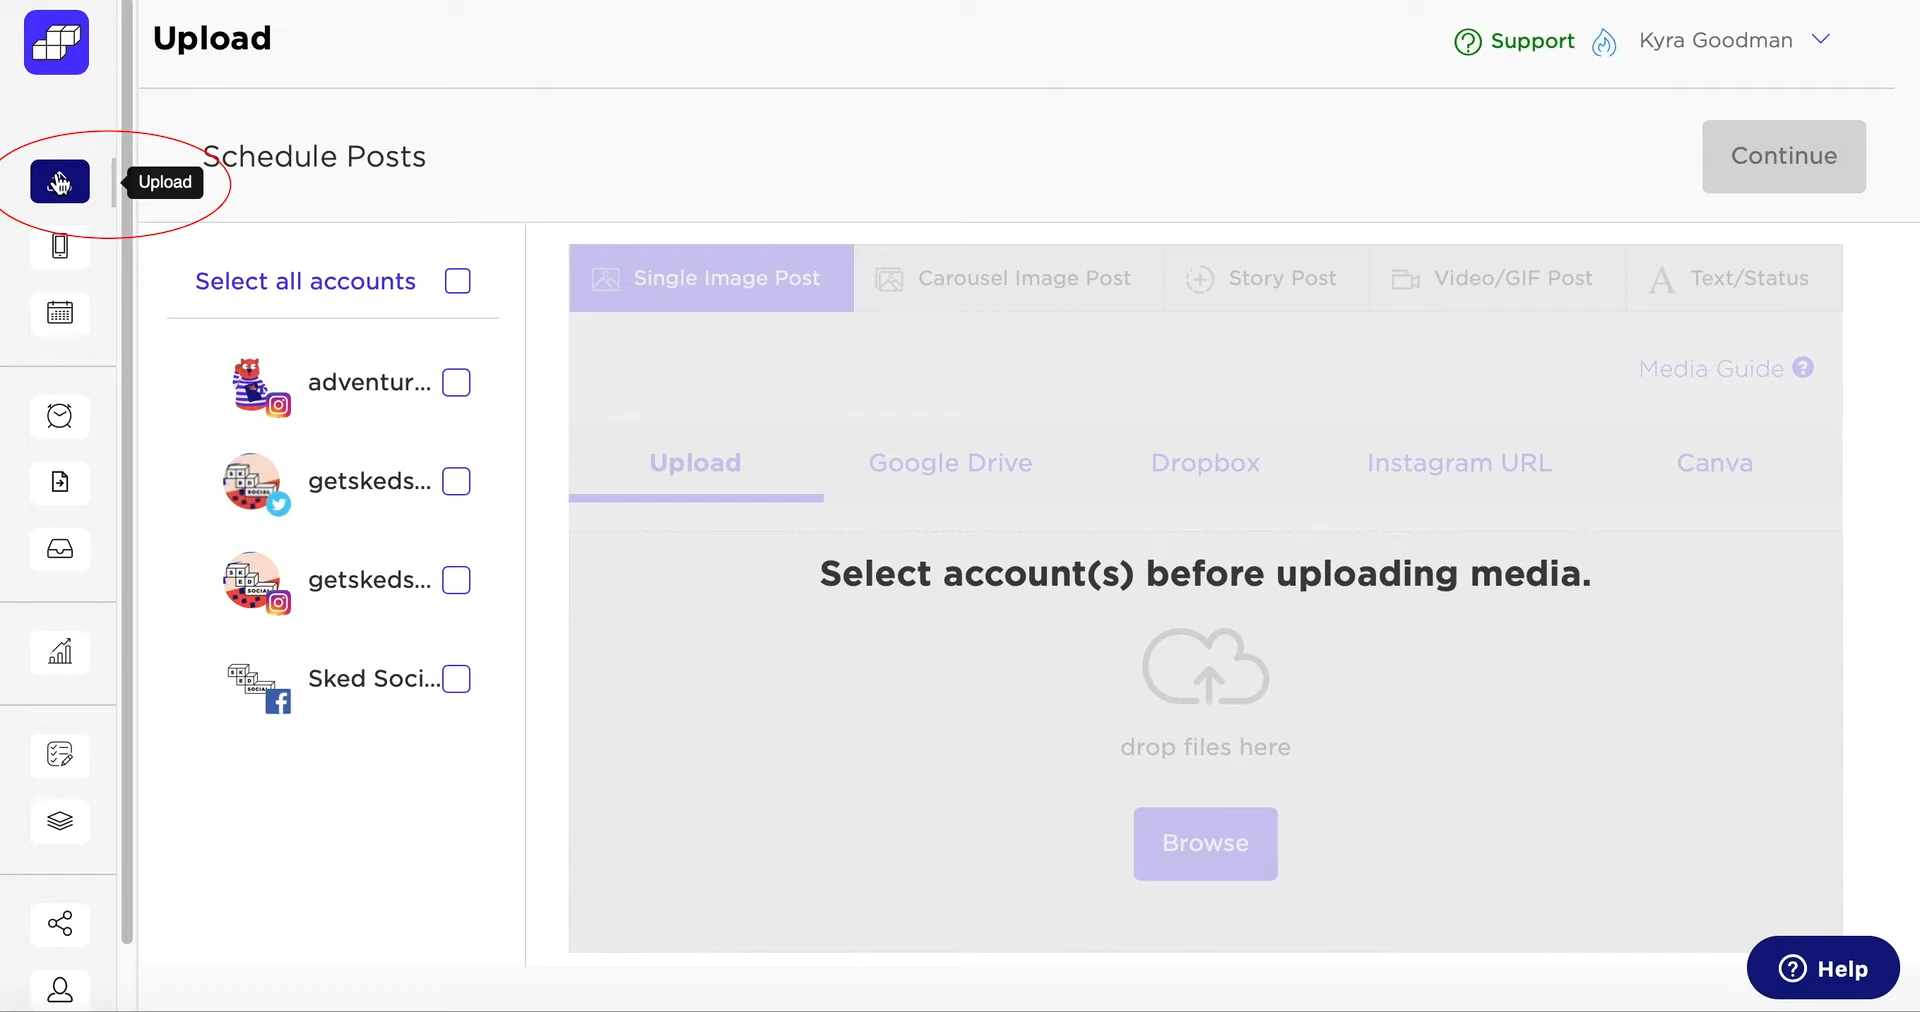 Upload
Support
Kyra Goodman
Schedule Posts
Continue
Upload
Select all accounts
adventur...
getskeds...
getskeds...
Sked Soci...
Single Image Post
Carousel Image Post
Story Post
Video/GIF Post
Text/Status
Media Guide
Upload
Google Drive
Dropbox
Instagram URL
Canva
Select account(s) before uploading media.
drop files here
Browse
Help